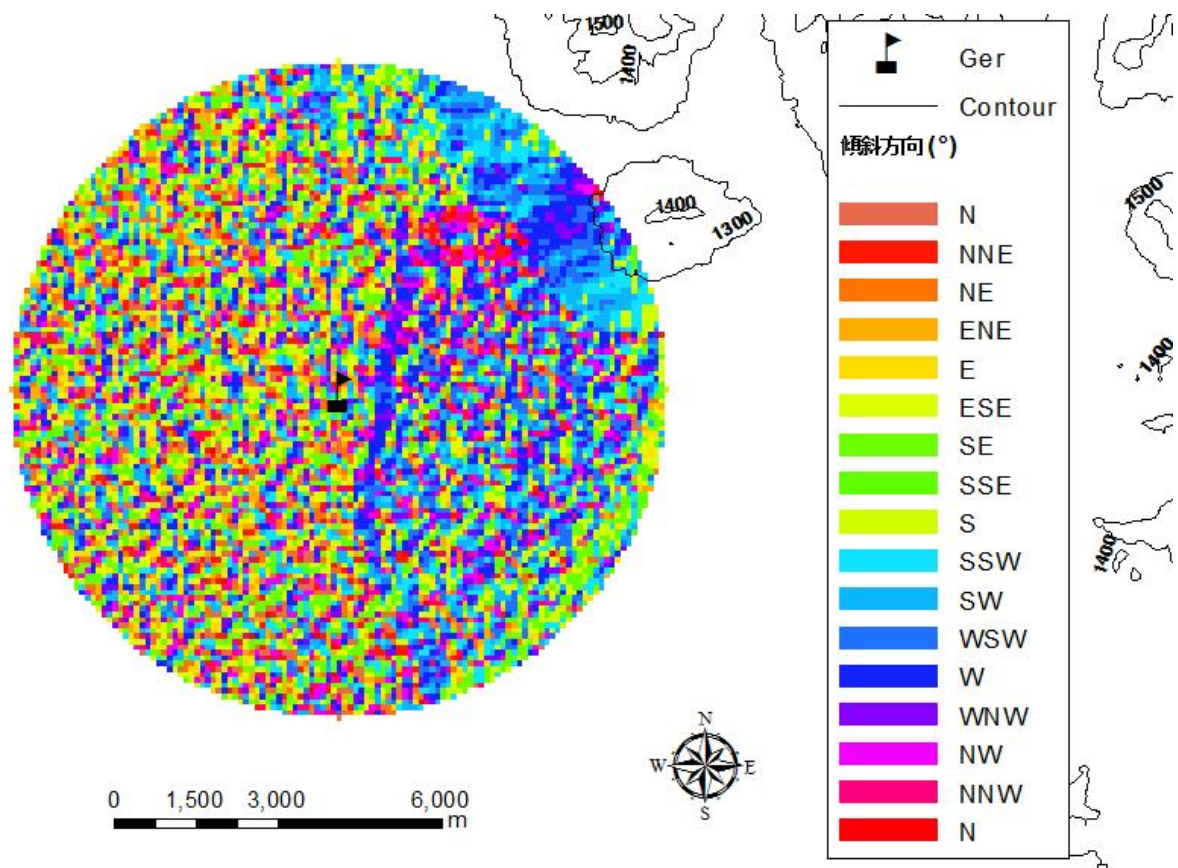 1500
1400
1400
1300
1500
1400
1400
Ger
Contour
傾斜方向(°)
N
NNE
NE
ENE
E
ESE
SE
SSE
S
SSW
SW
WSW
W
WNW
NW
NNW
N
N
W E
S
0 1,500 3,000 6,000
m